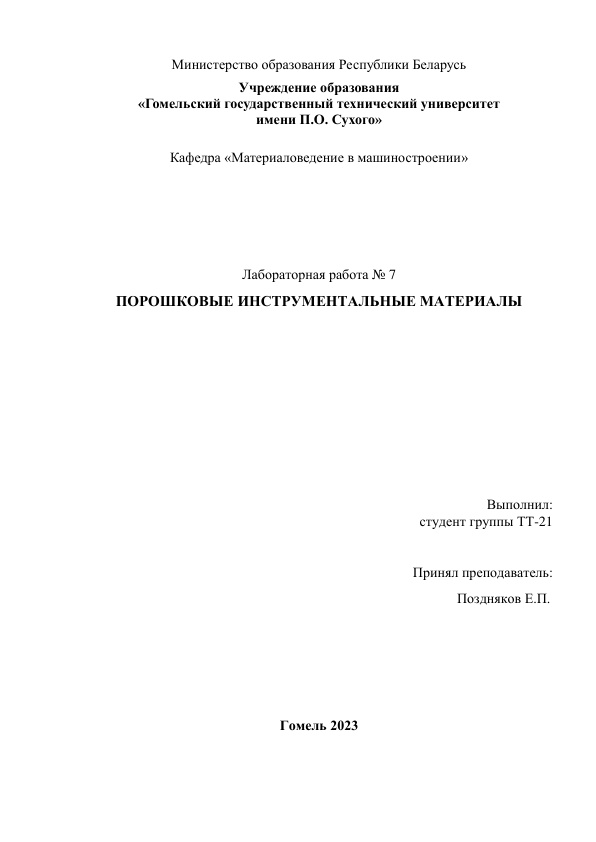 Министерство образования Республики Беларусь
Учреждение образования
«Гомельский государственный технический университет
имени П.О. Сухого»
Кафедра «Материаловедение в машиностроении»
Лабораторная работа № 7
ПОРОШКОВЫЕ ИНСТРУМЕНТАЛЬНЫЕ МАТЕРИАЛЫ
Выполнил:
студент группы ТТ-21
Принял преподаватель:
Поздняков Е.П.
Гомель 2023